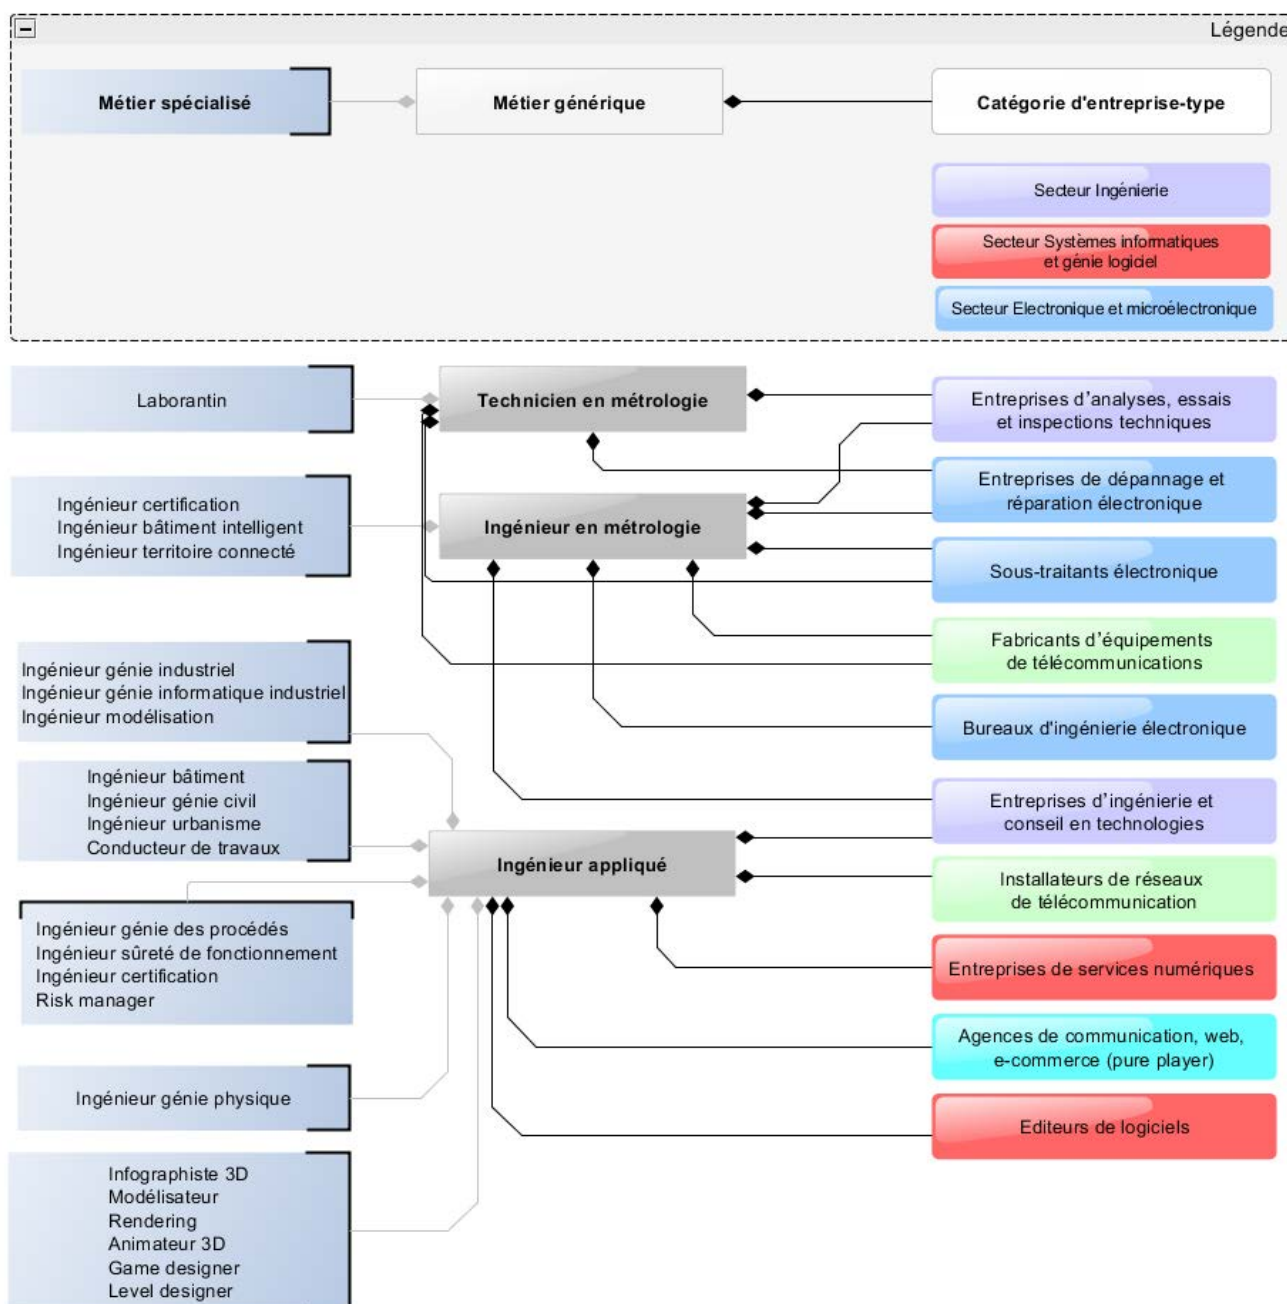 Légende
Métier spécialisé
Métier générique
Catégorie d'entreprise-type
Secteur Ingénierie
Secteur Systèmes informatiques
et génie logiciel
Secteur Electronique et microélectronique
Laborantin
Technicien en métrologie
Entreprises d'analyses, essais
et inspections techniques
Ingénieur certification
Ingénieur bâtiment intelligent
Ingénieur territoire connecté
Ingénieur en métrologie
Entreprises de dépannage et
réparation électronique
Sous-traitants électronique
Fabricants d'équipements
de télécommunications
Ingénieur génie industriel
Ingénieur génie informatique industriel
Ingénieur modélisation
Bureaux d'ingénierie électronique
Ingénieur bâtiment
Ingénieur génie civil
Ingénieur urbanisme
Conducteur de travaux
Entreprises d'ingénierie et
conseil en technologies
Ingénieur appliqué
Installateurs de réseaux
de télécommunication
Ingénieur génie des procédés
Ingénieur sûreté de fonctionnement
Ingénieur certification
Risk manager
Entreprises de services numériques
Agences de communication, web,
e-commerce (pure player)
Ingénieur génie physique
Editeurs de logiciels
Infographiste 3D
Modélisateur
Rendering
Animateur 3D
Game designer
Level designer